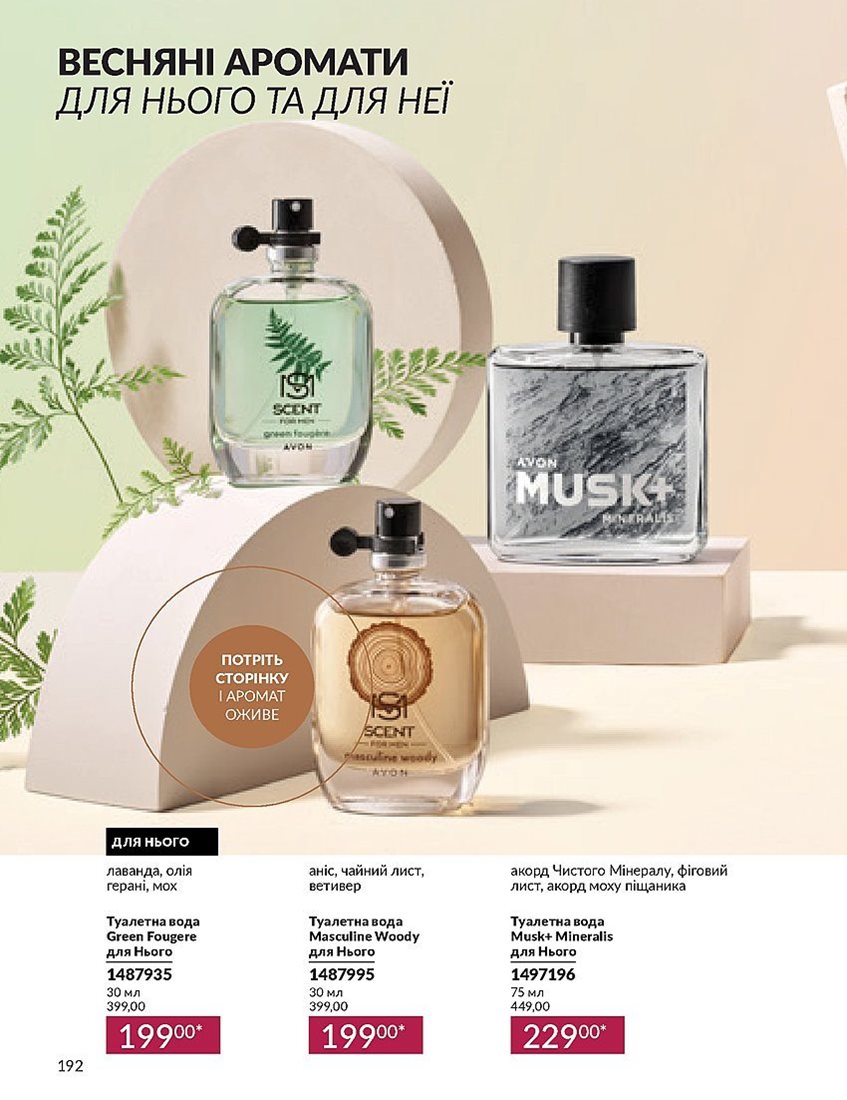 ВЕСНЯНІ АРОМАТИ
ДЛЯ НЬОГО ТА ДЛЯ НЕЇ
SM
SCENT
FOR MEN
green fougère
AVON
AVON
MUSK+
MINERALIS
ПОТРІТЬ
СТОРІНКУ
І АРОМАТ
ОЖИВЕ
SM
SCENT
FOR MEN
masculine woody
AVON
ДЛЯ НЬОГО
лаванда, олія
герані, мох
Туалетна вода
Green Fougere
для Нього
1487935
30 мл
399,00
19900*
аніс, чайний лист,
ветивер
Туалетна вода
Masculine Woody
для Нього
1487995
30 мл
399,00
19900*
акорд Чистого Мінералу, фіговий
лист, акорд моху піщаника
Туалетна вода
Musk+ Mineralis
для Нього
1497196
75 мл
449,00
22900*
192